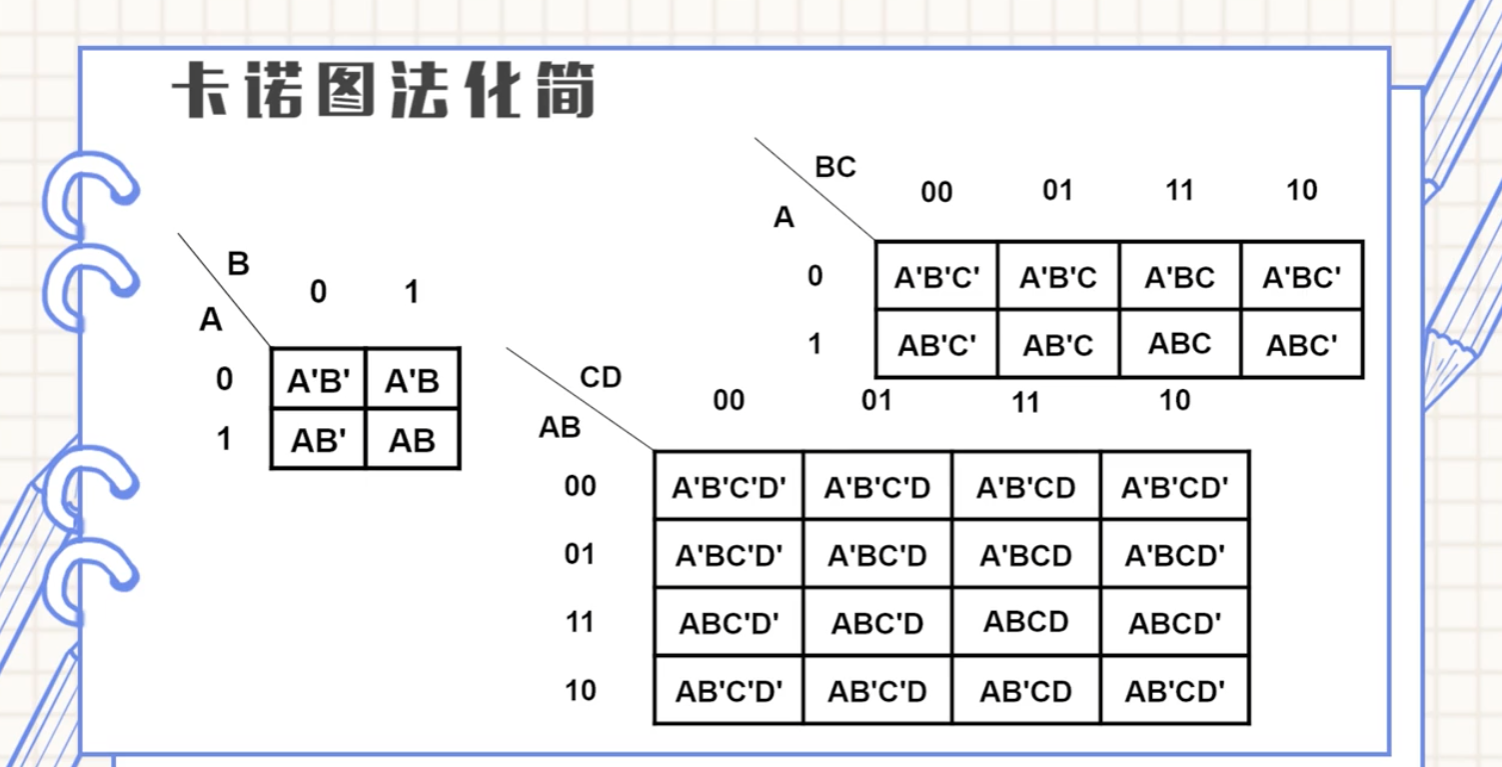 卡诺图法化简
B
A
0 1
0 A'B' A'B
1 AB' AB
BC
A
00 01 11 10
0 A'B'C' A'B'C A'BC A'BC'
1 AB'C' AB'C ABC ABC'
CD
AB
00 01 11 10
00 A'B'C'D' A'B'C'D A'B'CD A'B'CD'
01 A'BC'D' A'BC'D A'BCD A'BCD'
11 ABC'D' ABC'D ABCD ABCD'
10 AB'C'D' AB'C'D AB'CD AB'CD'